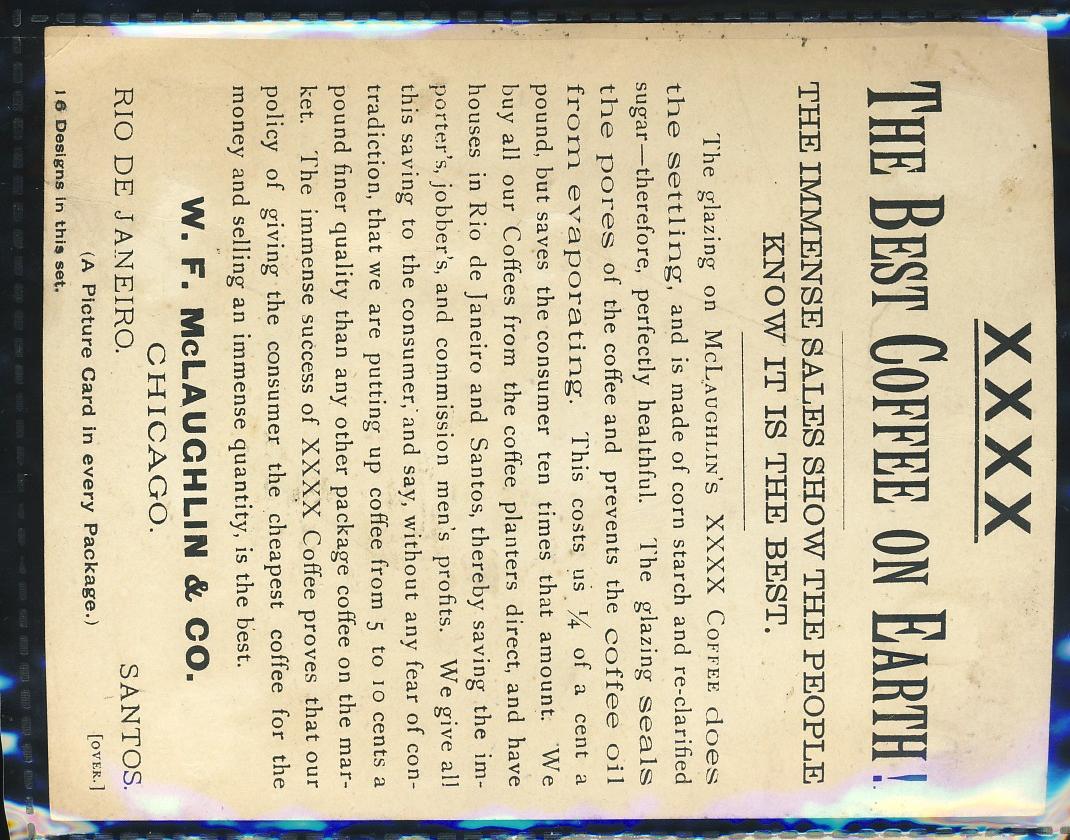 XXXX
THE BEST COFFEE ON EARTH!
THE IMMENSE SALES SHOW THE PEOPLE
KNOW IT IS THE BEST.
The glazing on McLAUGHLIN'S XXXX COFFEE does
the settling, and is made of corn starch and re-clarified
sugar—therefore, perfectly healthful. The glazing seals
the pores of the coffee and prevents the coffee oil
from evaporating. This costs us ¼ of a cent a
pound, but saves the consumer ten times that amount. We
buy all our Coffees from the coffee planters direct, and have
houses in Rio de Janeiro and Santos, thereby saving the im-
porter's, jobber's, and commission men's profits. We give all
this saving to the consumer, and say, without any fear of con-
tradiction, that we are putting up coffee from 5 to 10 cents a
pound finer quality than any other package coffee on the mar-
ket. The immense success of XXXX Coffee proves that our
policy of giving the consumer the cheapest coffee for the
money and selling an immense quantity, is the best.
W. F. McLAUGHLIN & CO.
CHICAGO.
RIO DE JANEIRO. SANTOS.
(A Picture Card in every Package.)
16 Designs in this set. [OVER.]